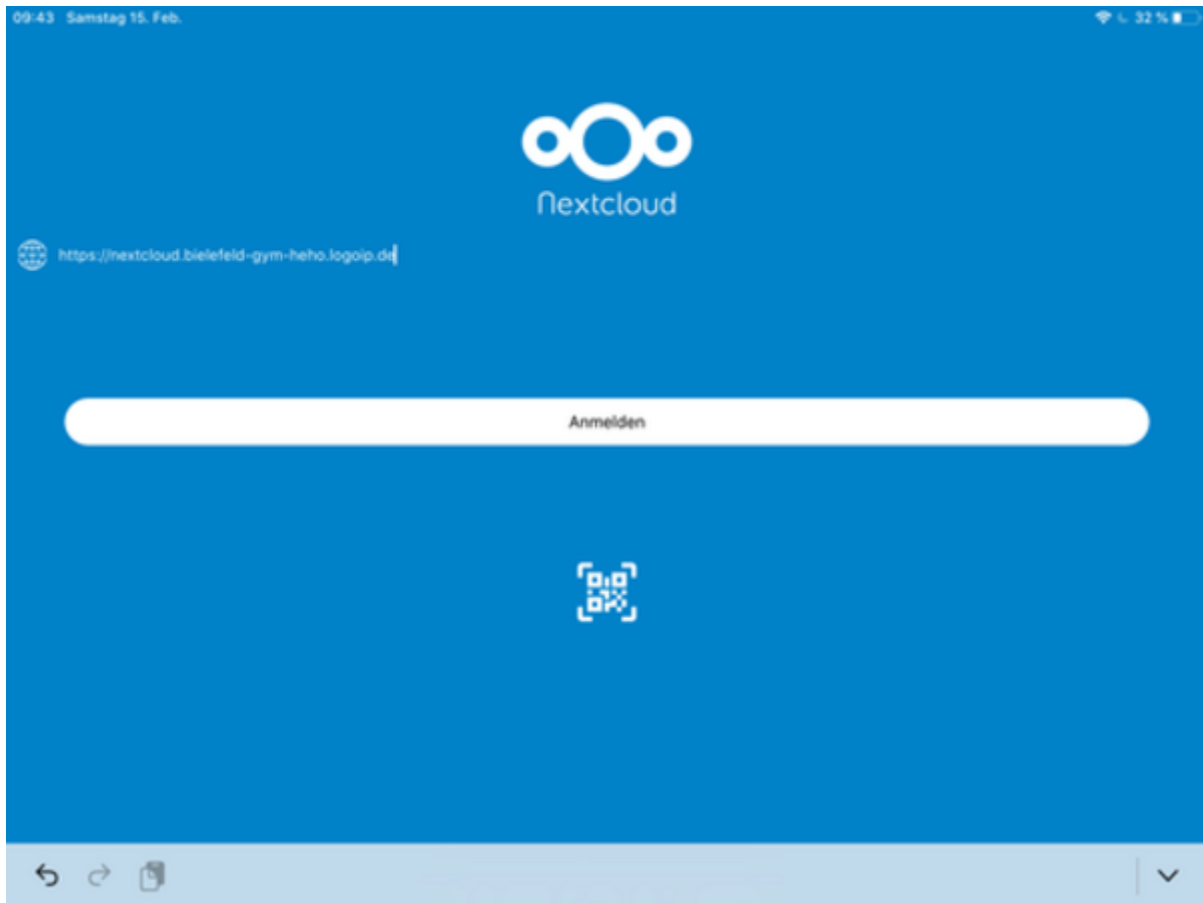 09:43 Samstag 15. Feb.
32 %
Nextcloud
https://nextcloud.bielefeld-gym-heho.logoip.de
Anmelden